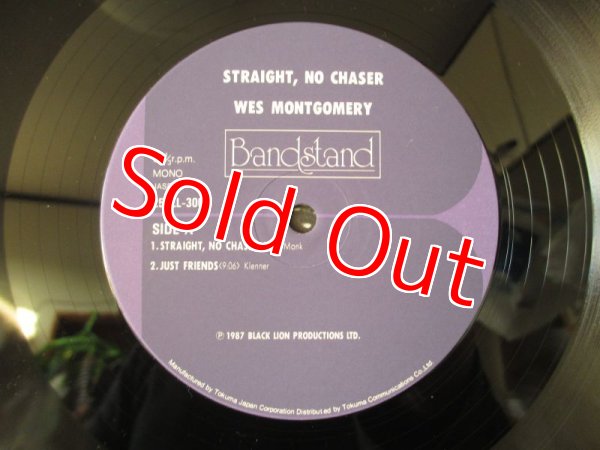 STRAIGHT, NO CHASER
WES MONTGOMERY
Bandstand
r.p.m.
MONO
Sold Out
SIDE
1. STRAIGHT, NO Monk
2. JUST FRIENDS (9:06) Klenner
Ⓟ 1987 BLACK LION PRODUCTIONS LTD.
Manufactured by Tokuma Japan Corporation Distributed by Tokuma Communications Co., Ltd.